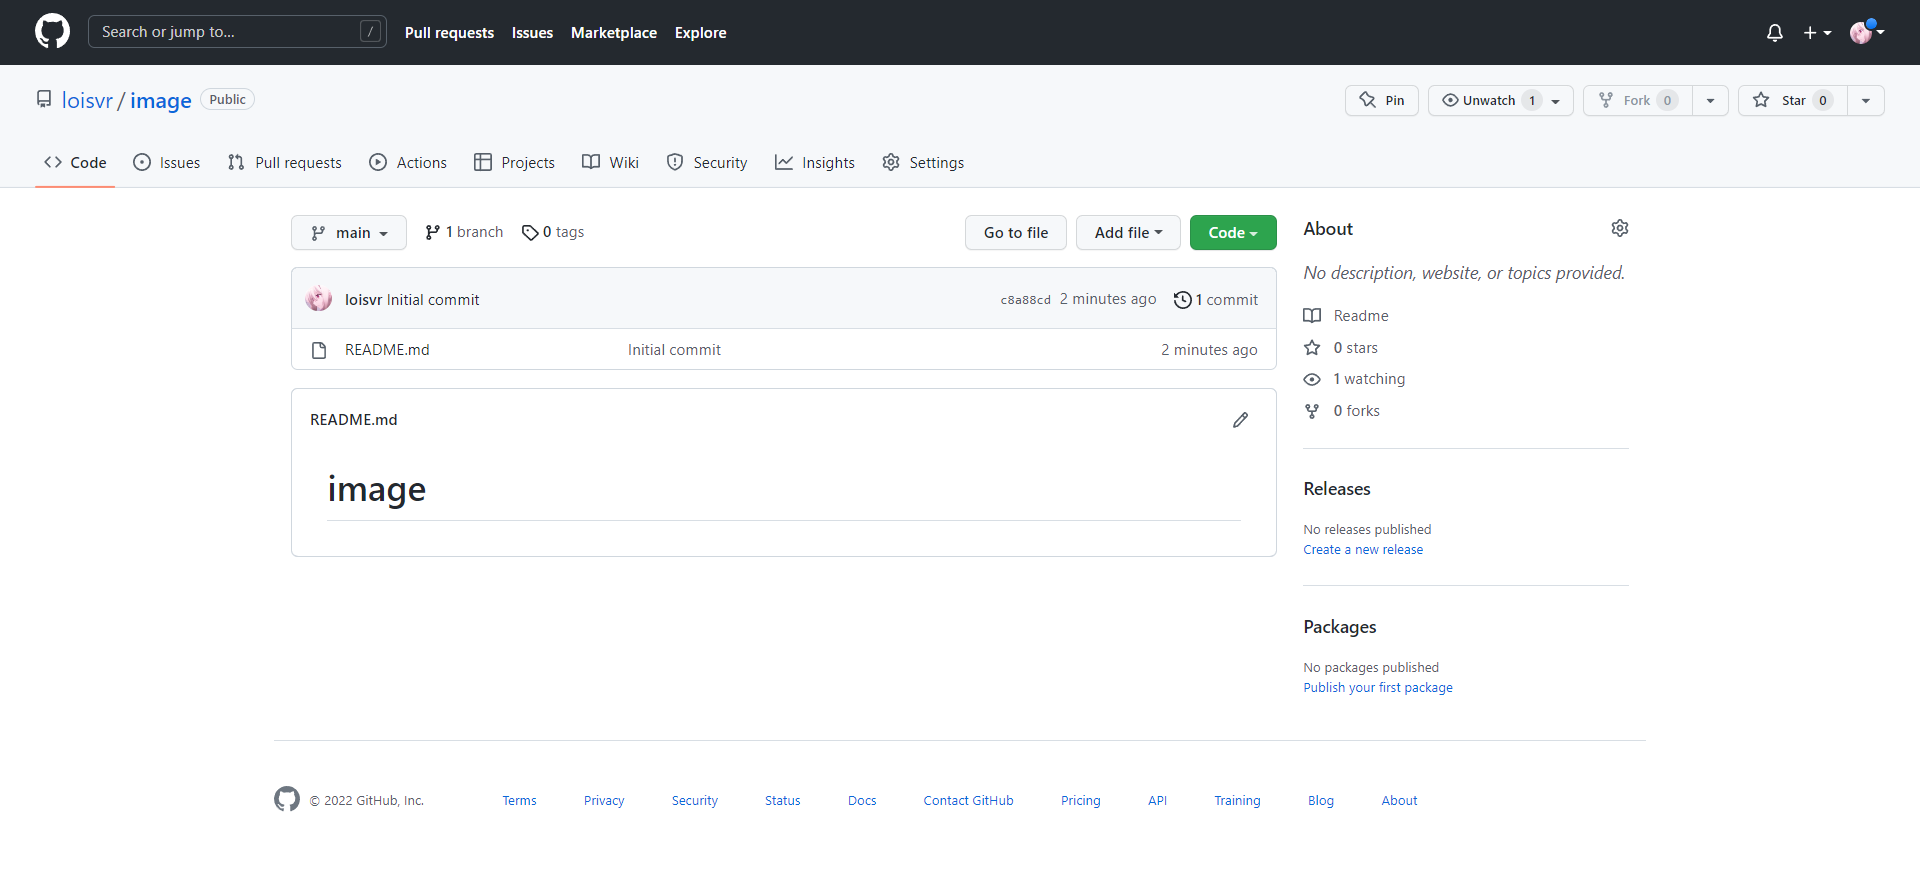 Search or jump to... /
Pull requests Issues Marketplace Explore
loisvr / image Public
Pin Unwatch 1 Fork 0 Star 0
Code Issues Pull requests Actions Projects Wiki Security Insights Settings
main 1 branch 0 tags Go to file Add file Code
loisvr Initial commit c8a88cd 2 minutes ago 1 commit
README.md Initial commit 2 minutes ago
README.md
image
About
No description, website, or topics provided.
Readme
0 stars
1 watching
0 forks
Releases
No releases published
Create a new release
Packages
No packages published
Publish your first package
© 2022 GitHub, Inc. Terms Privacy Security Status Docs Contact GitHub Pricing API Training Blog About